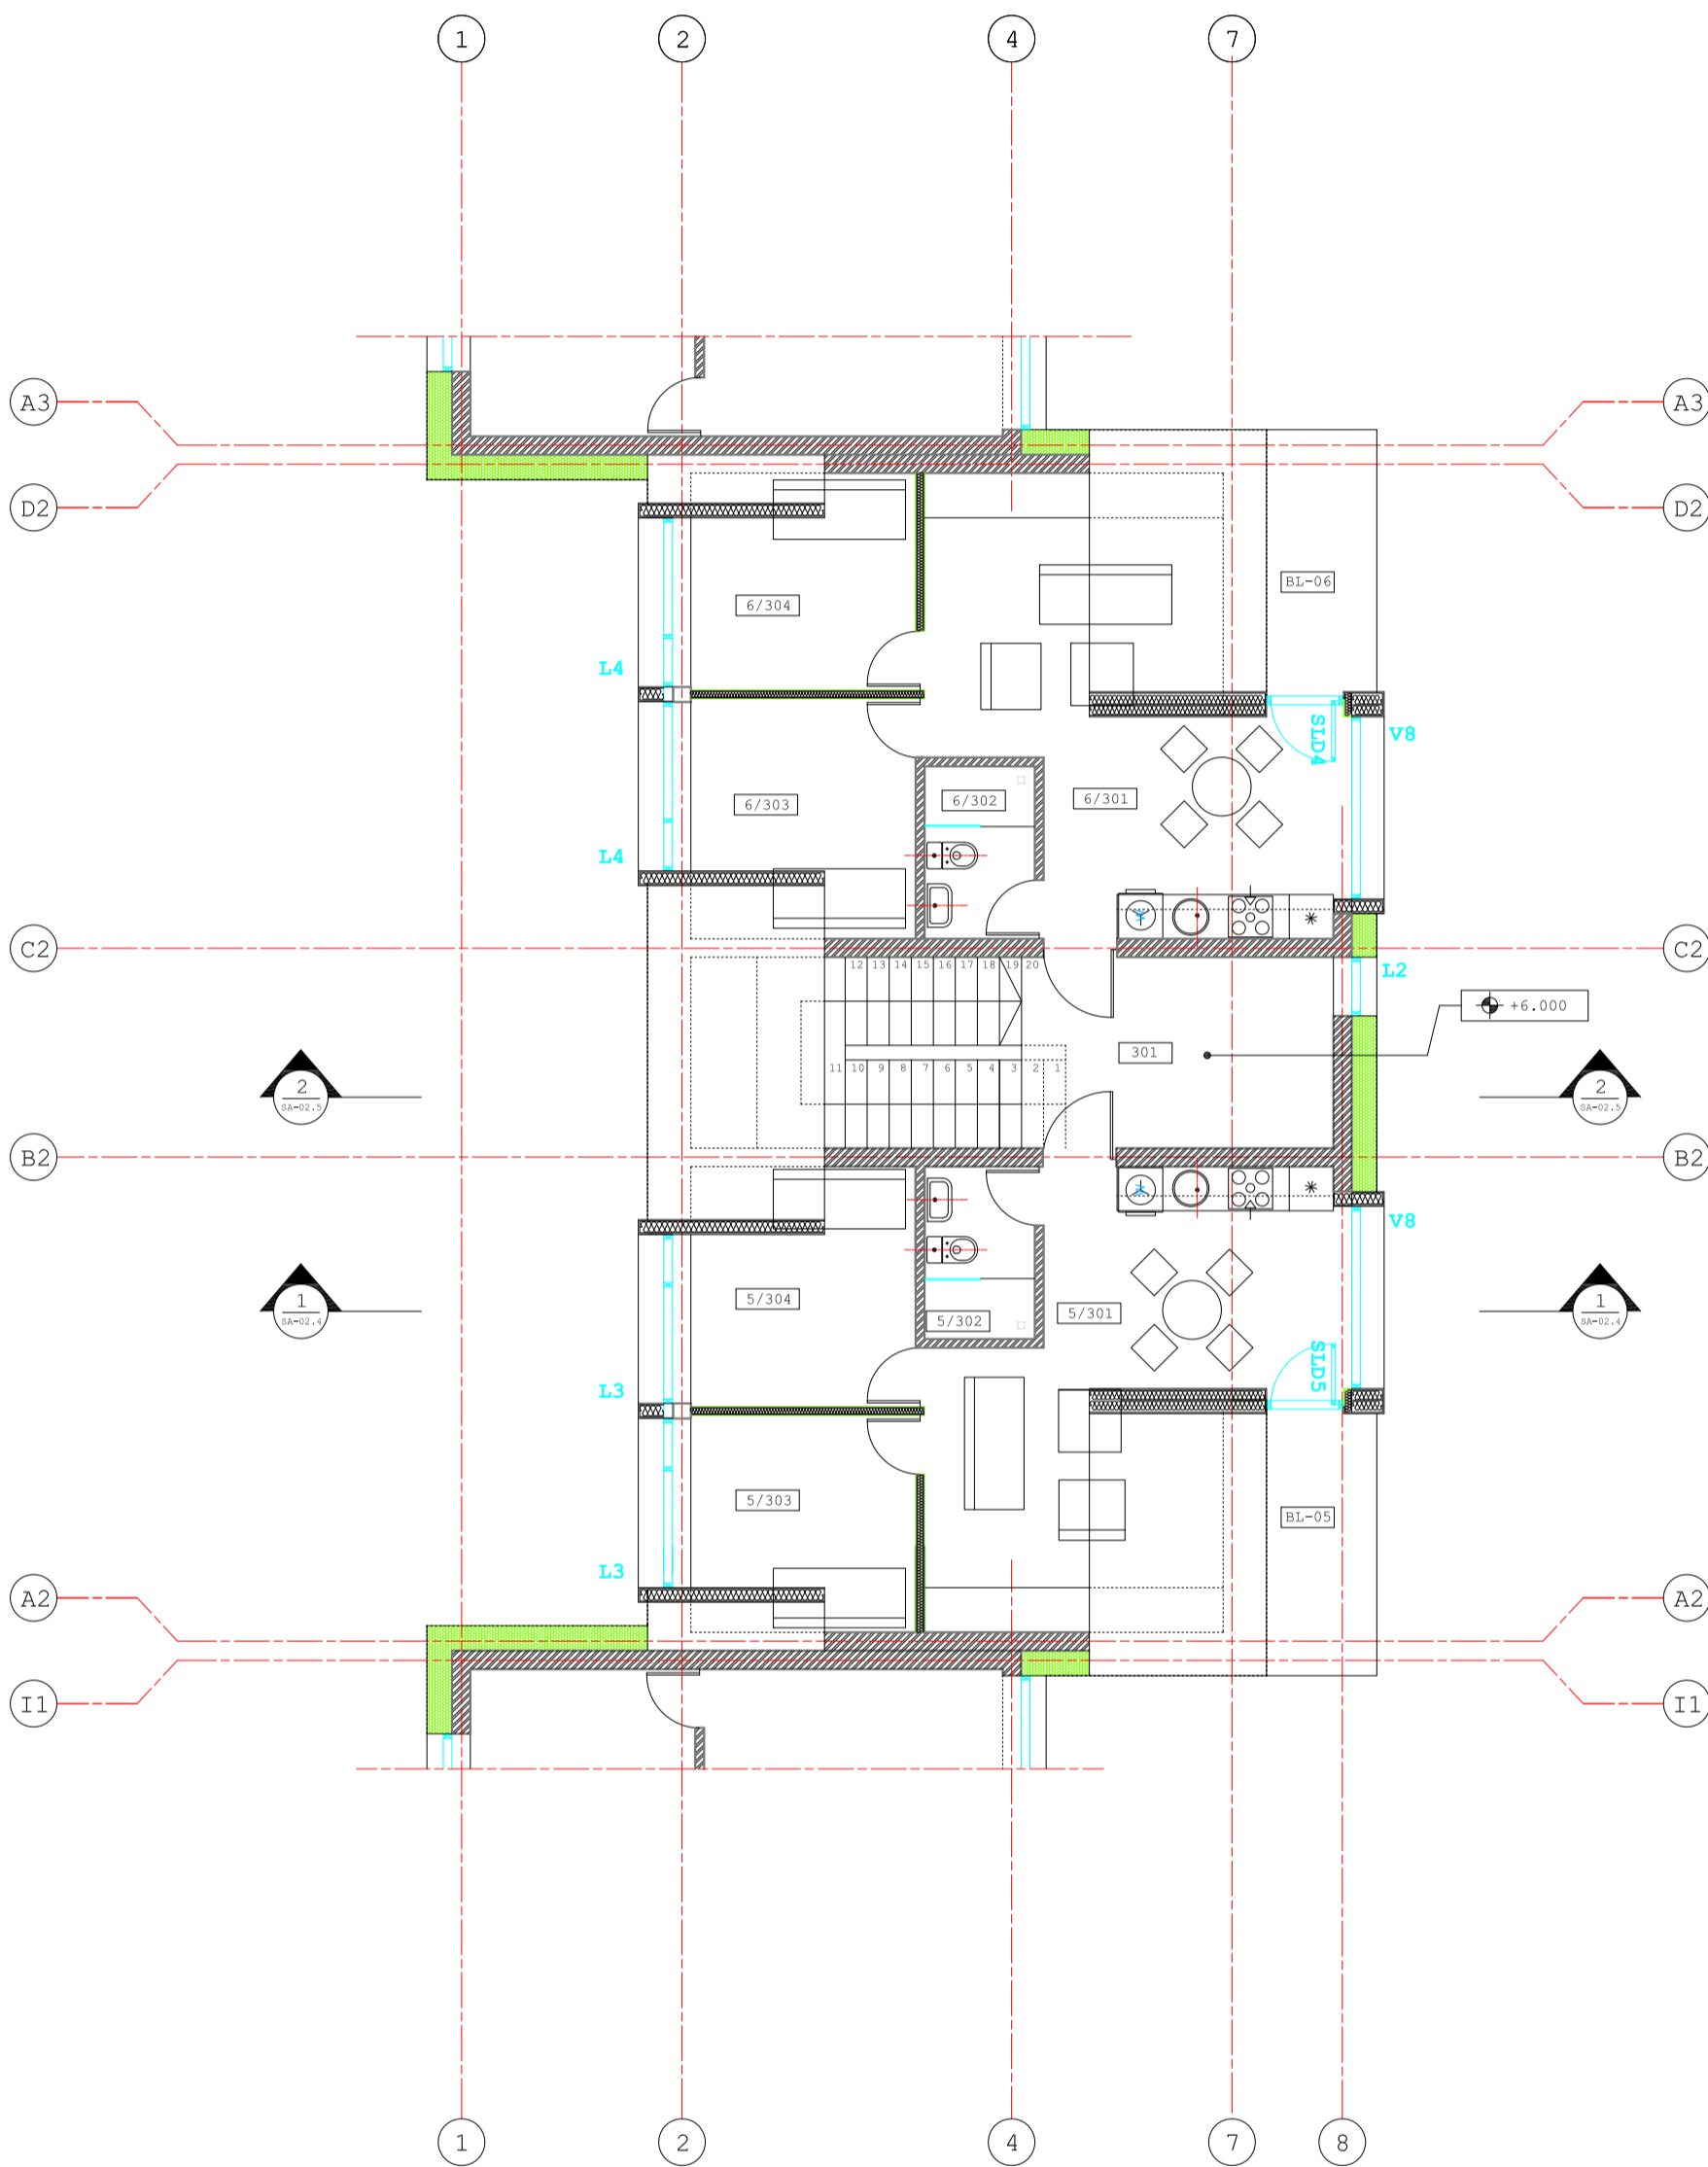 1 2 4 7
A3 A3
D2 D2
BL-06
6/304
L4
SLD4
V8
6/303 6/302 6/301
L4
W
C2 C2
12 13 14 15 16 17 18 19 20
L2
+6.000
301
11 10 9 8 7 6 5 4 3 2 1
2
SA-02.5
2
SA-02.5
B2 B2
W
V8
5/304 5/302 5/301
1
SA-02.4
1
SA-02.4
SLD5
L3
5/303
BL-05
L3
A2 A2
I1 I1
1 2 4 7 8